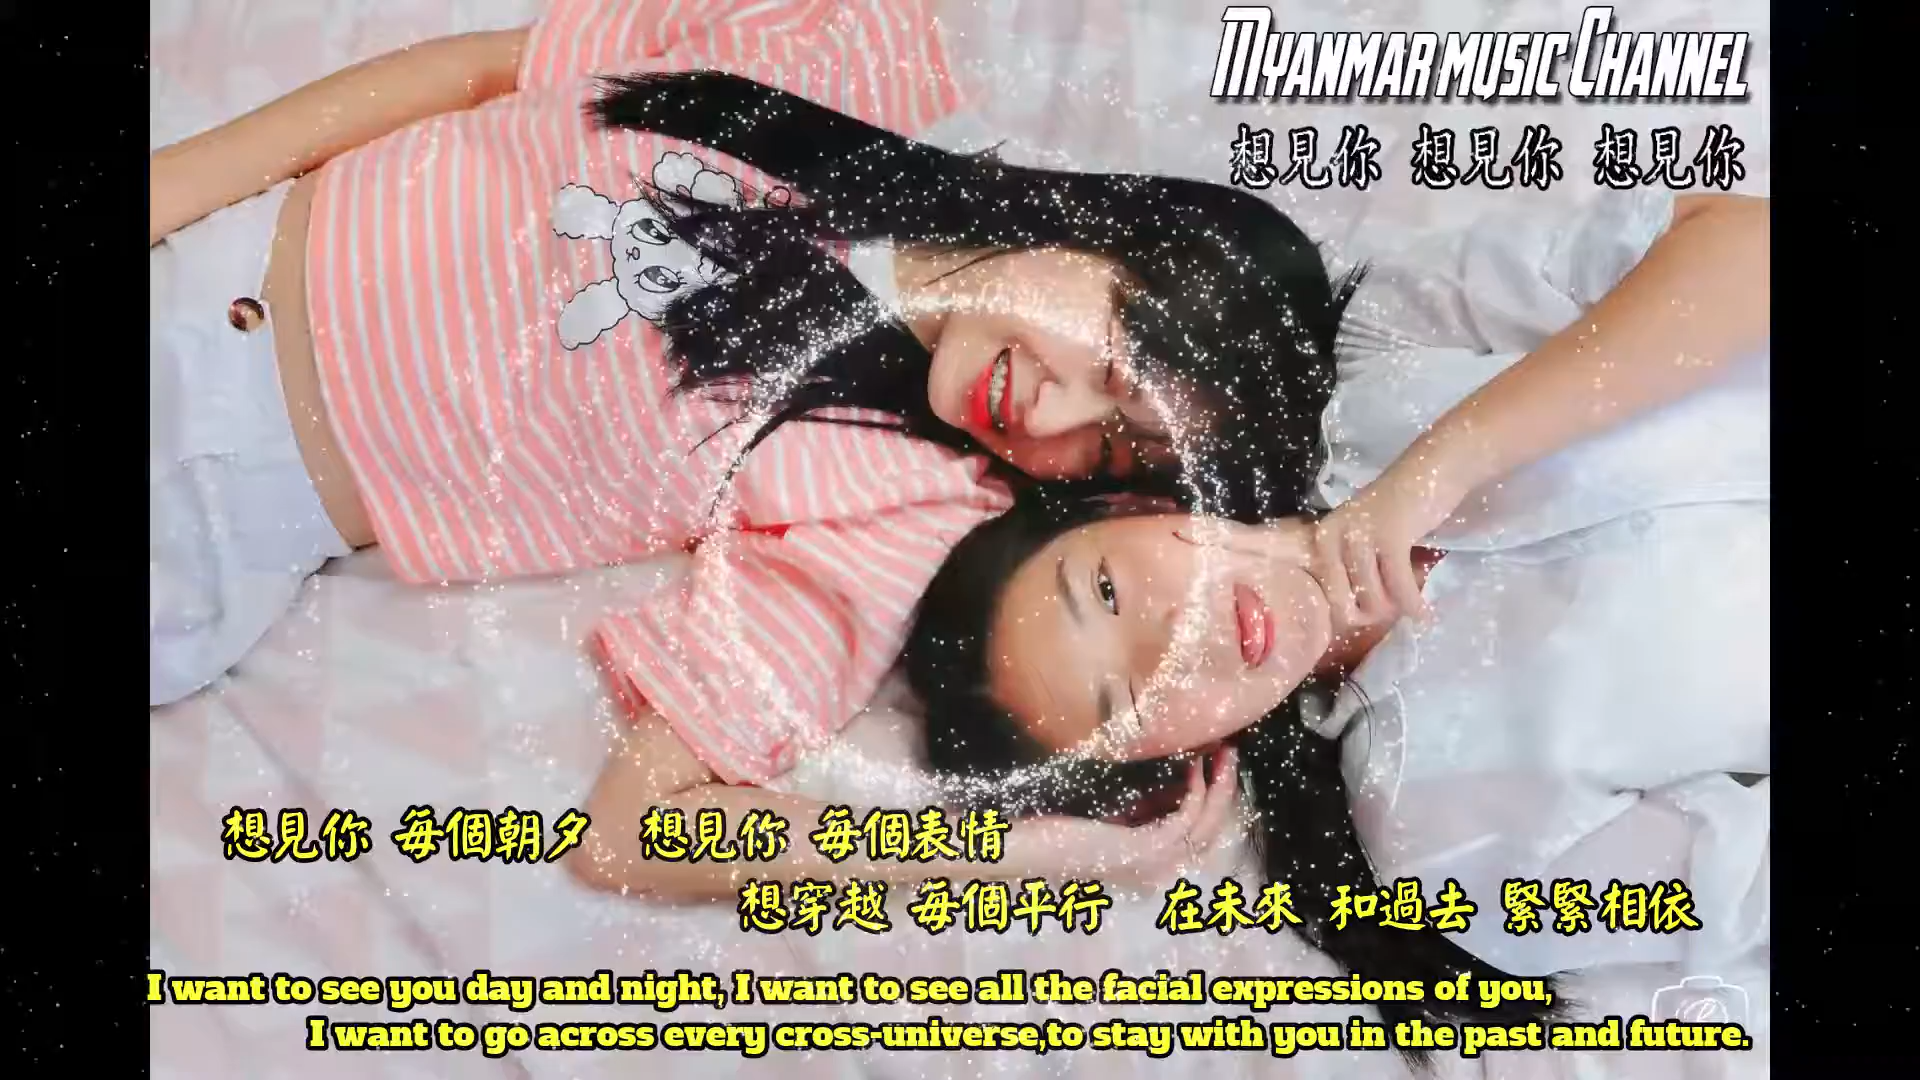 MYANMAR MUSIC CHANNEL
想見你 想見你 想見你
想見你 每個朝夕 想見你 每個表情
想穿越 每個平行 在未來 和過去 緊緊相依
I want to see you day and night, I want to see all the facial expressions of you,
I want to go across every cross-universe,to stay with you in the past and future.